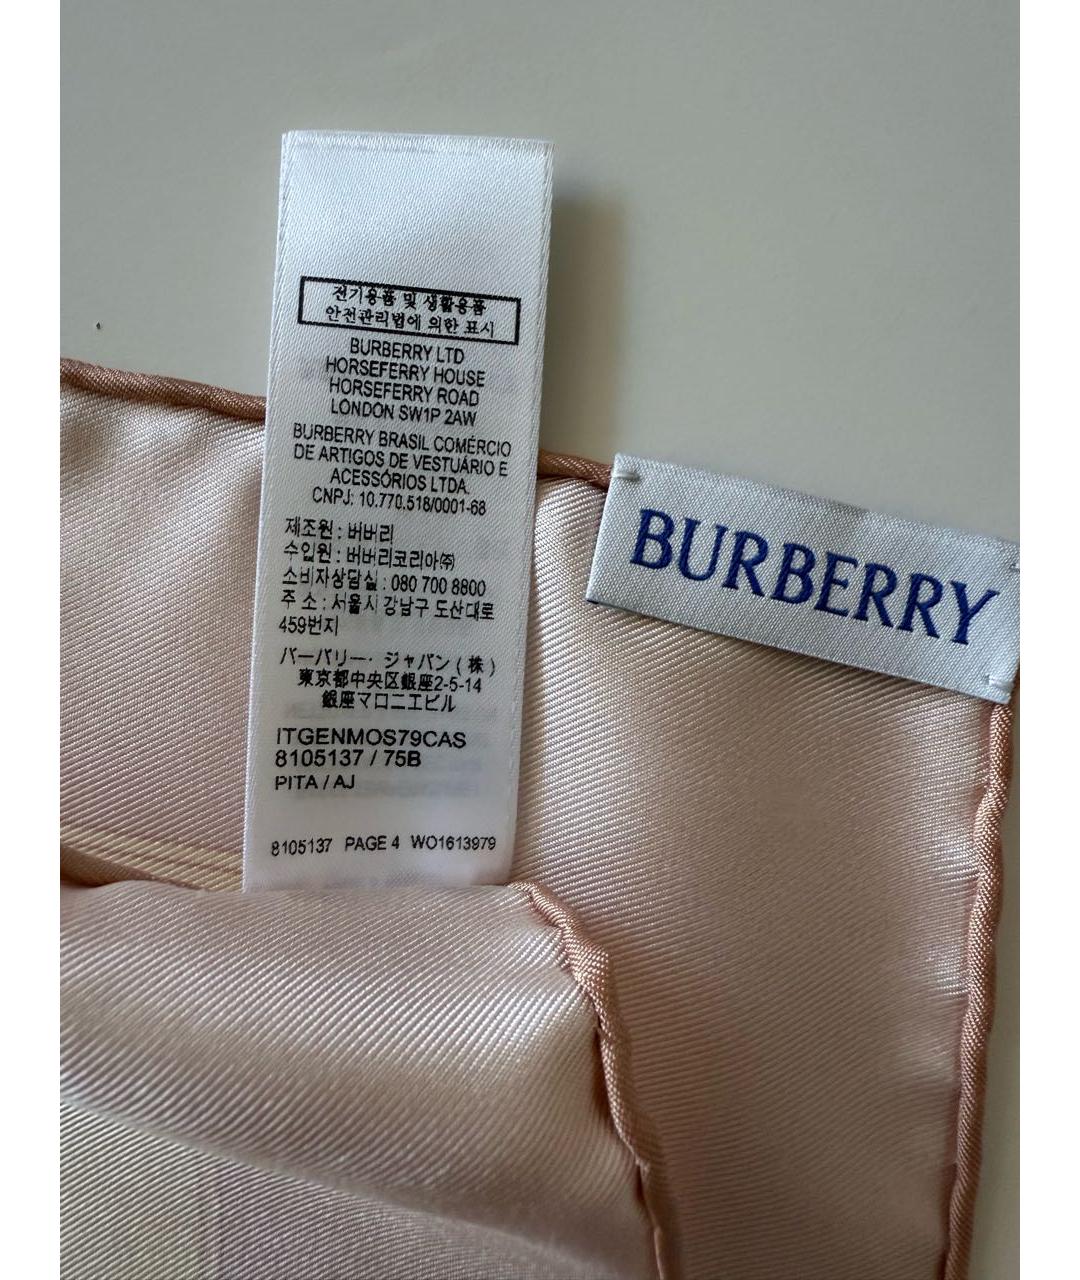 전기용품 및 생활용품
안전관리법에 의한 표시
BURBERRY LTD
HORSEFERRY HOUSE
HORSEFERRY ROAD
LONDON SW1P 2AW
BURBERRY BRASIL COMÉRCIO
DE ARTIGOS DE VESTUÁRIO E
ACESSÓRIOS LTDA.
CNPJ: 10.770.518/0001-68
제조원 : 버버리
수입원 : 버버리코리아㈜
소비자상담실 : 080 700 8800
주 소 : 서울시 강남구 도산대로
459번지
バーバリー・ジャパン ( 株 )
東京都中央区銀座2-5-14
銀座マロニエビル
ITGENMOS79CAS
8105137 / 75B
PITA / AJ
8105137 PAGE 4 WO1613979
BURBERRY